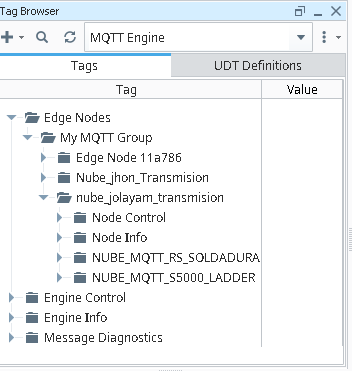 Tag Browser
MQTT Engine
Tags UDT Definitions
Tag Value
Edge Nodes
My MQTT Group
Edge Node 11a786
Nube_jhon_Transmision
nube_jolayam_transmision
Node Control
Node Info
NUBE_MQTT_RS_SOLDADURA
NUBE_MQTT_S5000_LADDER
Engine Control
Engine Info
Message Diagnostics